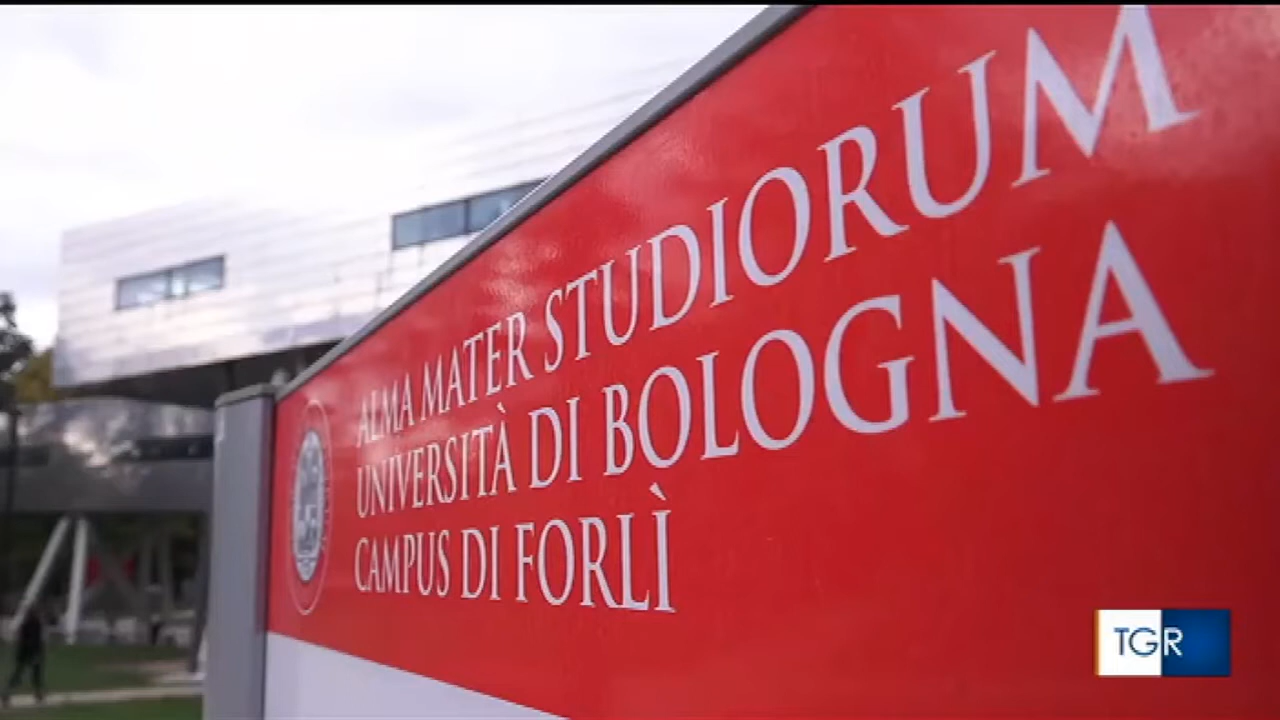 ALMA MATER STUDIORUM
UNIVERSITÀ DI BOLOGNA
CAMPUS DI FORLÌ
TGR